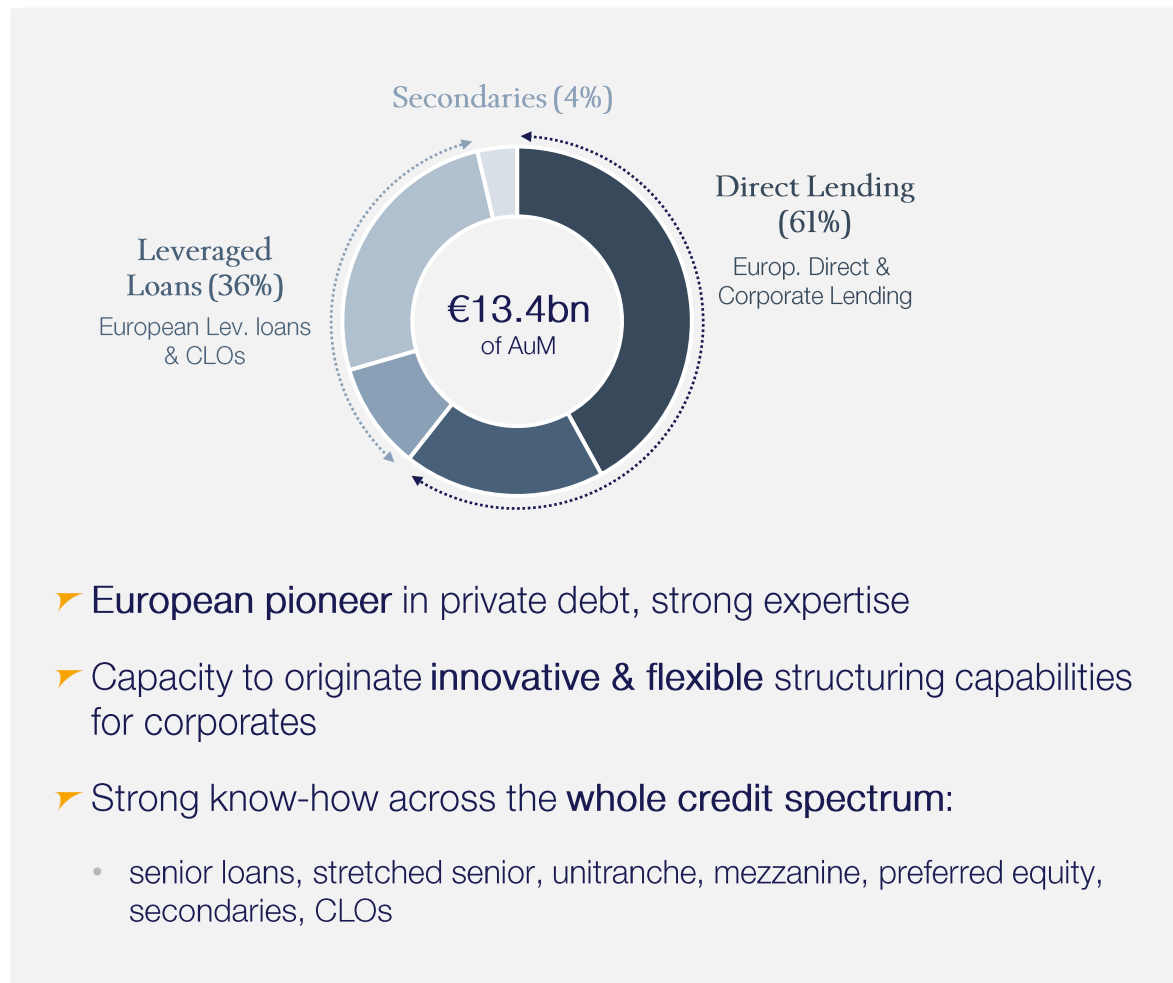 Secondaries (4%)
Direct Lending
(61%)
Europ. Direct &
Corporate Lending
Leveraged
Loans (36%)
European Lev. loans
& CLOs
€13.4bn
of AuM
European pioneer in private debt, strong expertise
Capacity to originate innovative & flexible structuring capabilities
for corporates
Strong know-how across the whole credit spectrum:
• senior loans, stretched senior, unitranche, mezzanine, preferred equity,
secondaries, CLOs